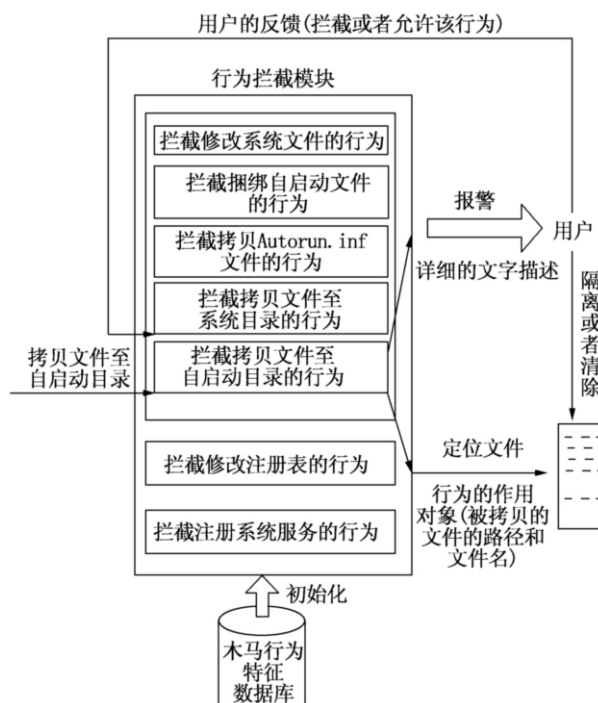 用户的反馈(拦截或者允许该行为)
行为拦截模块
拦截修改系统文件的行为
拦截捆绑自启动文件
的行为
拦截拷贝Autorun.inf
文件的行为
拦截拷贝文件至
系统目录的行为
拷贝文件至
自启动目录
拦截拷贝文件至
自启动目录的行为
拦截修改注册表的行为
拦截注册系统服务的行为
报警
详细的文字描述
用户
隔
离
或
者
清
除
定位文件
行为的作用
对象(被拷贝的
文件的路径和
文件名)
初始化
木马行为
特征
数据库